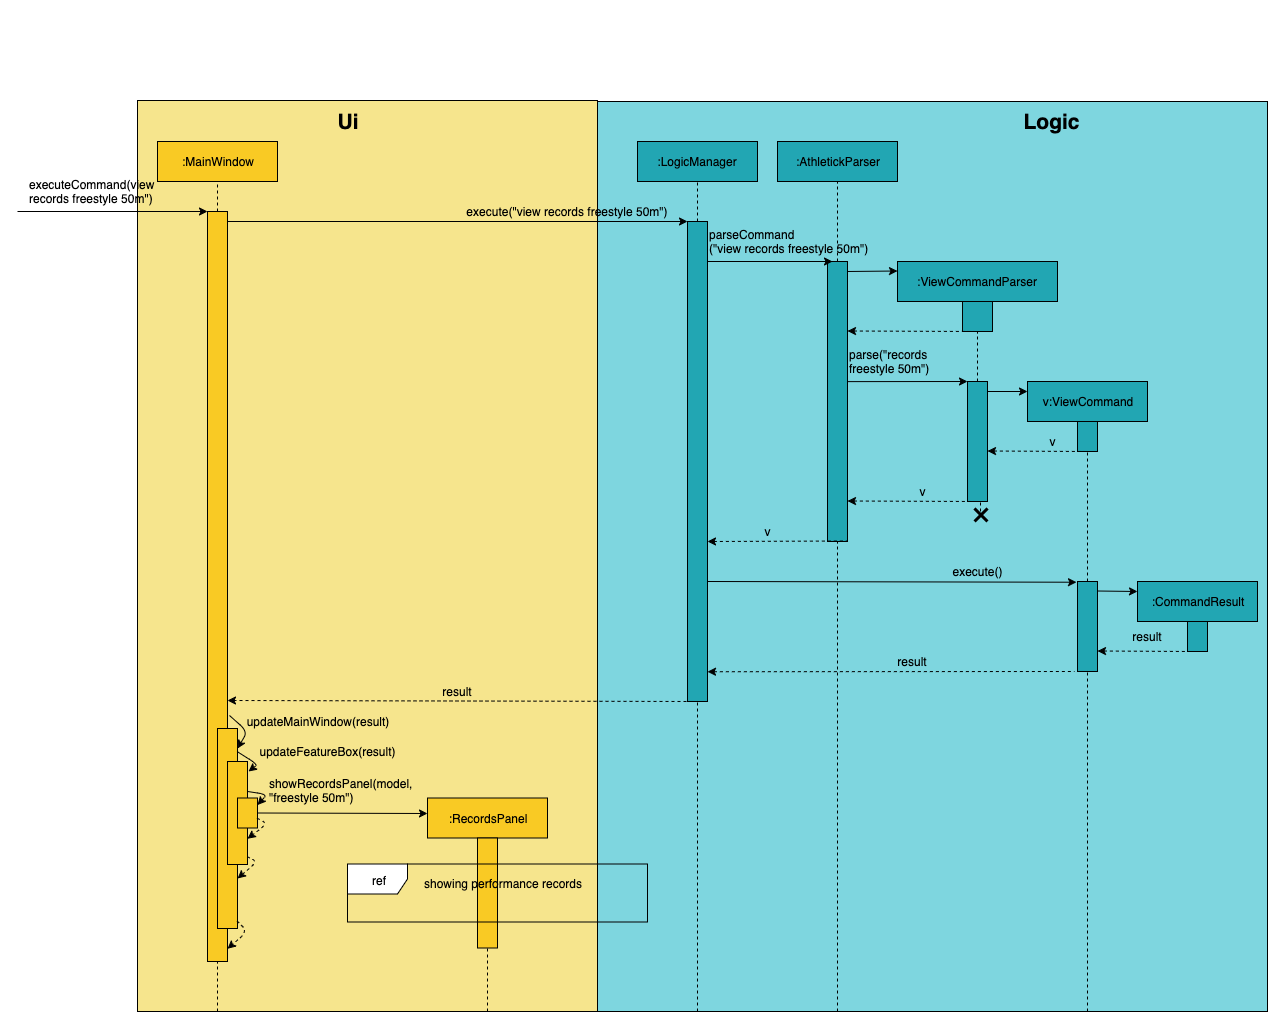 Ui
Logic
:MainWindow
:LogicManager
:AthletickParser
executeCommand(view
records freestyle 50m")
execute("view records freestyle 50m")
parseCommand
("view records freestyle 50m")
:ViewCommandParser
parse("records
freestyle 50m")
v:ViewCommand
v
v
v
execute()
:CommandResult
result
result
result
updateMainWindow(result)
updateFeatureBox(result)
showRecordsPanel(model,
"freestyle 50m")
:RecordsPanel
ref
showing performance records